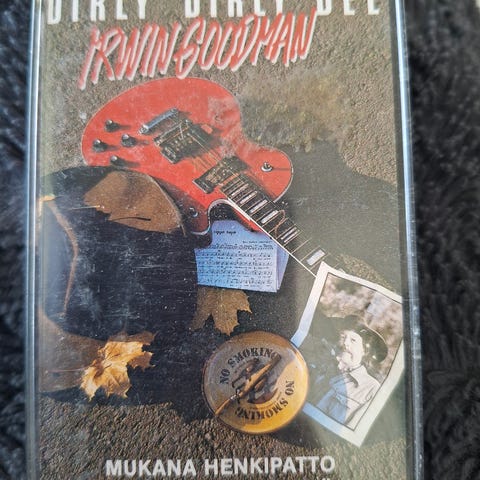 DIRLY DIRLY DEE
IRWIN GOODMAN
NO SMOKING
NO SMOKING
MUKANA HENKIPATTO